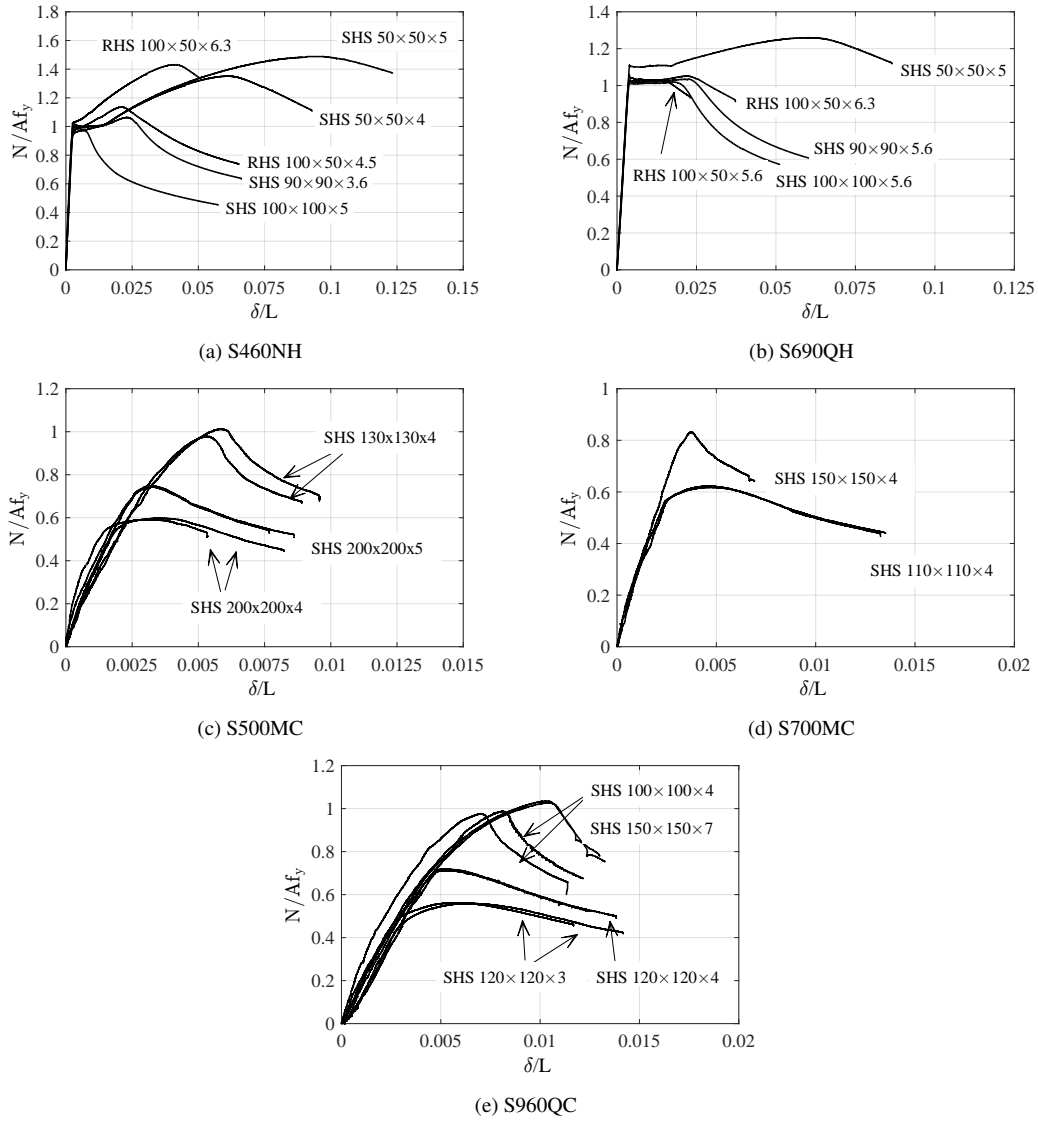 1.8
1.6
1.4
1.2
1
0.8
0.6
0.4
0.2
0
N/Af_y
RHS 100×50×6.3
SHS 50×50×5
SHS 50×50×4
RHS 100×50×4.5
SHS 90×90×3.6
SHS 100×100×5
0 0.025 0.05 0.075 0.1 0.125 0.15
δ/L
(a) S460NH
1.4
1.2
1
0.8
0.6
0.4
0.2
0
N/Af_y
SHS 50×50×5
RHS 100×50×6.3
SHS 90×90×5.6
RHS 100×50×5.6
SHS 100×100×5.6
0 0.025 0.05 0.075 0.1 0.125
δ/L
(b) S690QH
1.2
1
0.8
0.6
0.4
0.2
0
N/Af_y
SHS 130x130x4
SHS 200x200x5
SHS 200x200x4
0 0.0025 0.005 0.0075 0.01 0.015
δ/L
(c) S500MC
1
0.8
0.6
0.4
0.2
0
N/Af_y
SHS 150×150×4
SHS 110×110×4
0 0.005 0.01 0.015 0.02
δ/L
(d) S700MC
1.2
1
0.8
0.6
0.4
0.2
0
N/Af_y
SHS 100×100×4
SHS 150×150×7
SHS 120×120×3
SHS 120×120×4
0 0.005 0.01 0.015 0.02
δ/L
(e) S960QC